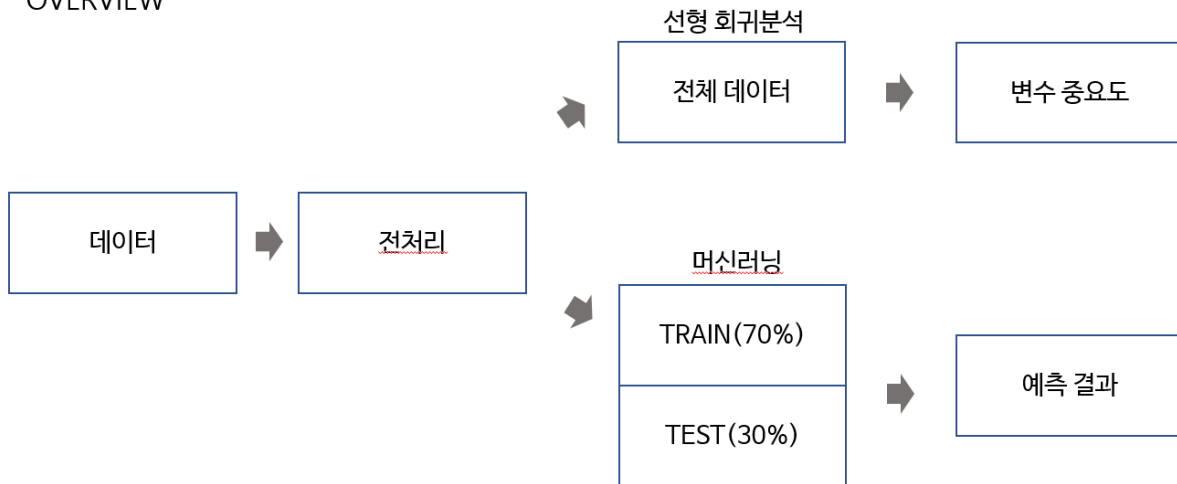 OVERVIEW
선형 회귀분석
전체 데이터
변수 중요도
데이터
전처리
머신러닝
TRAIN(70%)
TEST(30%)
예측 결과